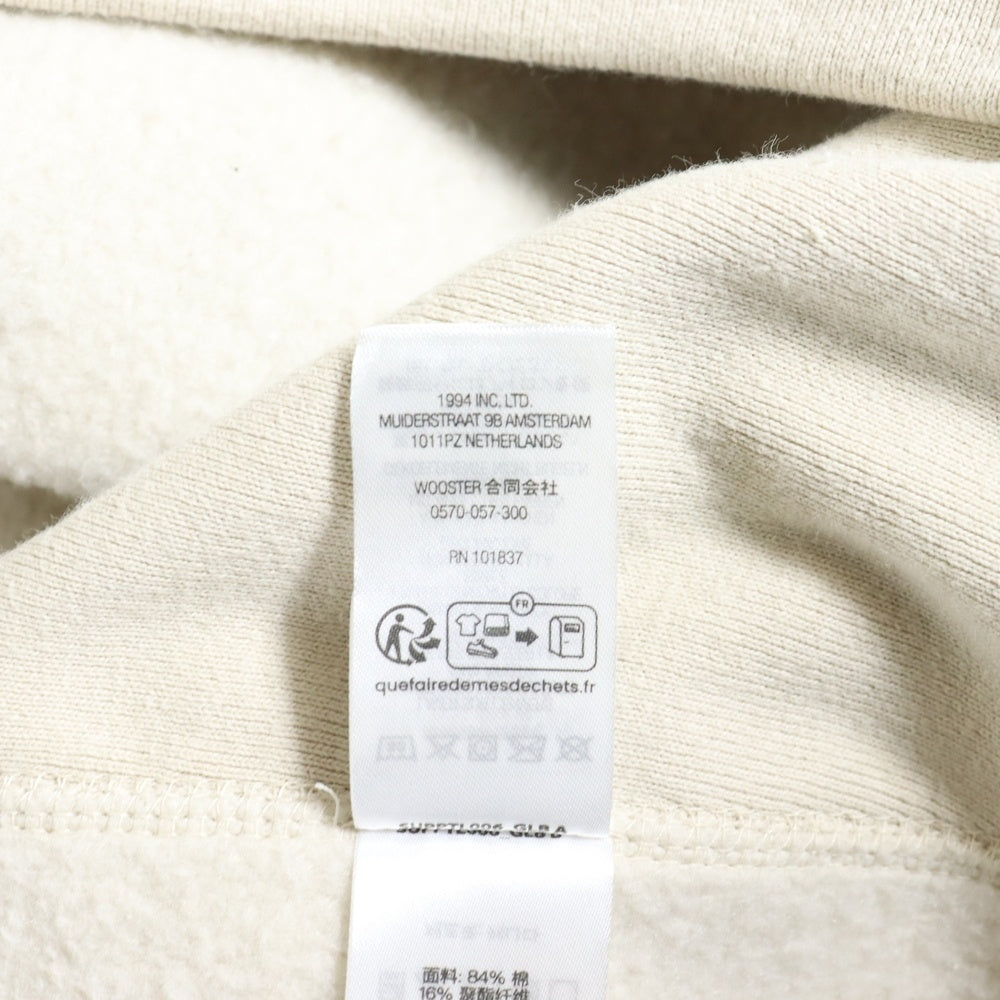 1994 INC. LTD.
MUIDERSTRAAT 9B AMSTERDAM
1011PZ NETHERLANDS
WOOSTER 合同会社
0570-057-300
RN 101837
FR
quefairedemesdechets.fr
面料: 84% 棉
16% 聚酯纤维